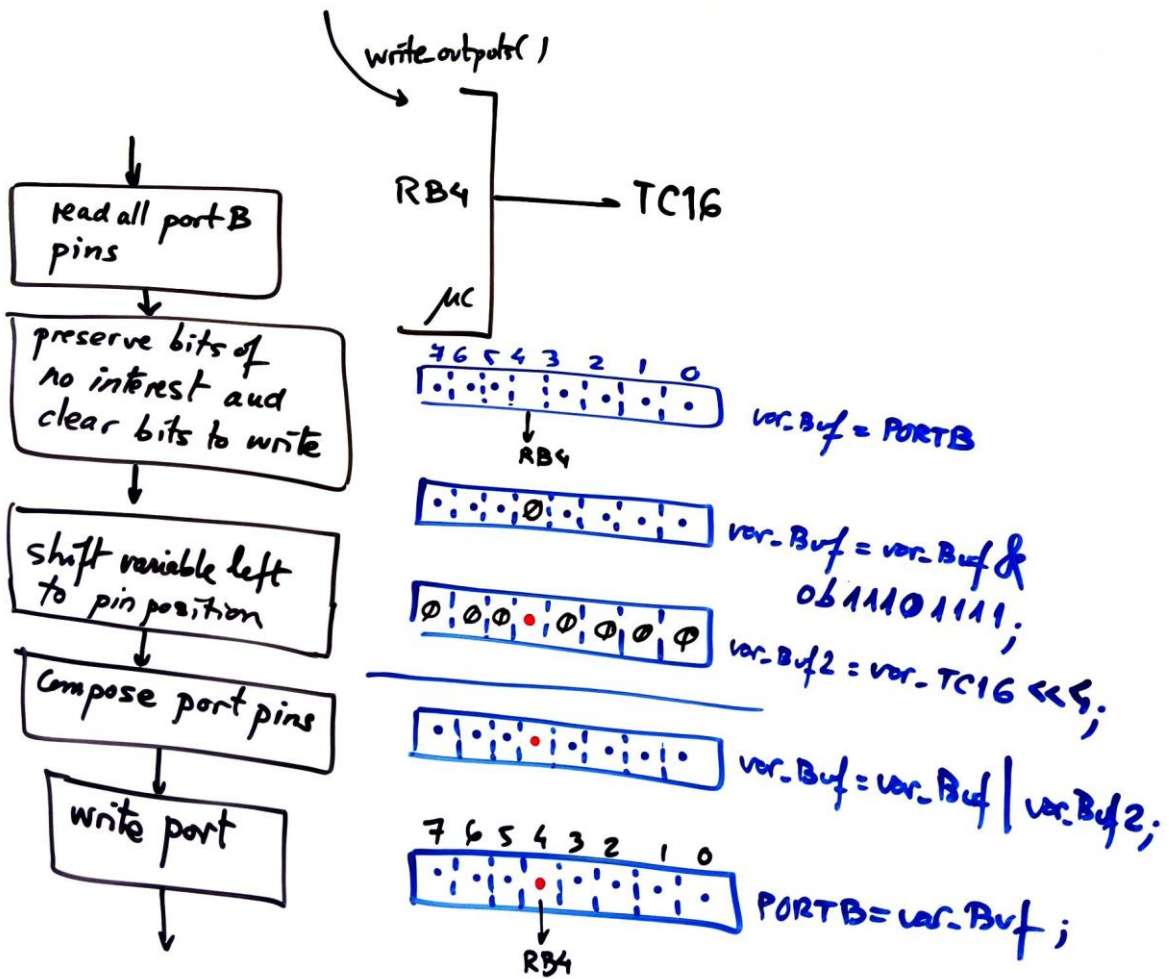 write_outputs()
RB4
TC16
µC
read all port B
pins
preserve bits of
no interest and
clear bits to write
shift variable left
to pin position
Compose port pins
write port
7 6 5 4 3 2 1 0
RB4
var_Buf = PORTB
Ø
var_Buf = var_Buf &
0b11101111;
Ø Ø Ø Ø Ø Ø Ø
var_Buf2 = var_TC16 <<4;
var_Buf = var_Buf | var_Buf2;
7 6 5 4 3 2 1 0
RB4
PORTB = var_Buf;